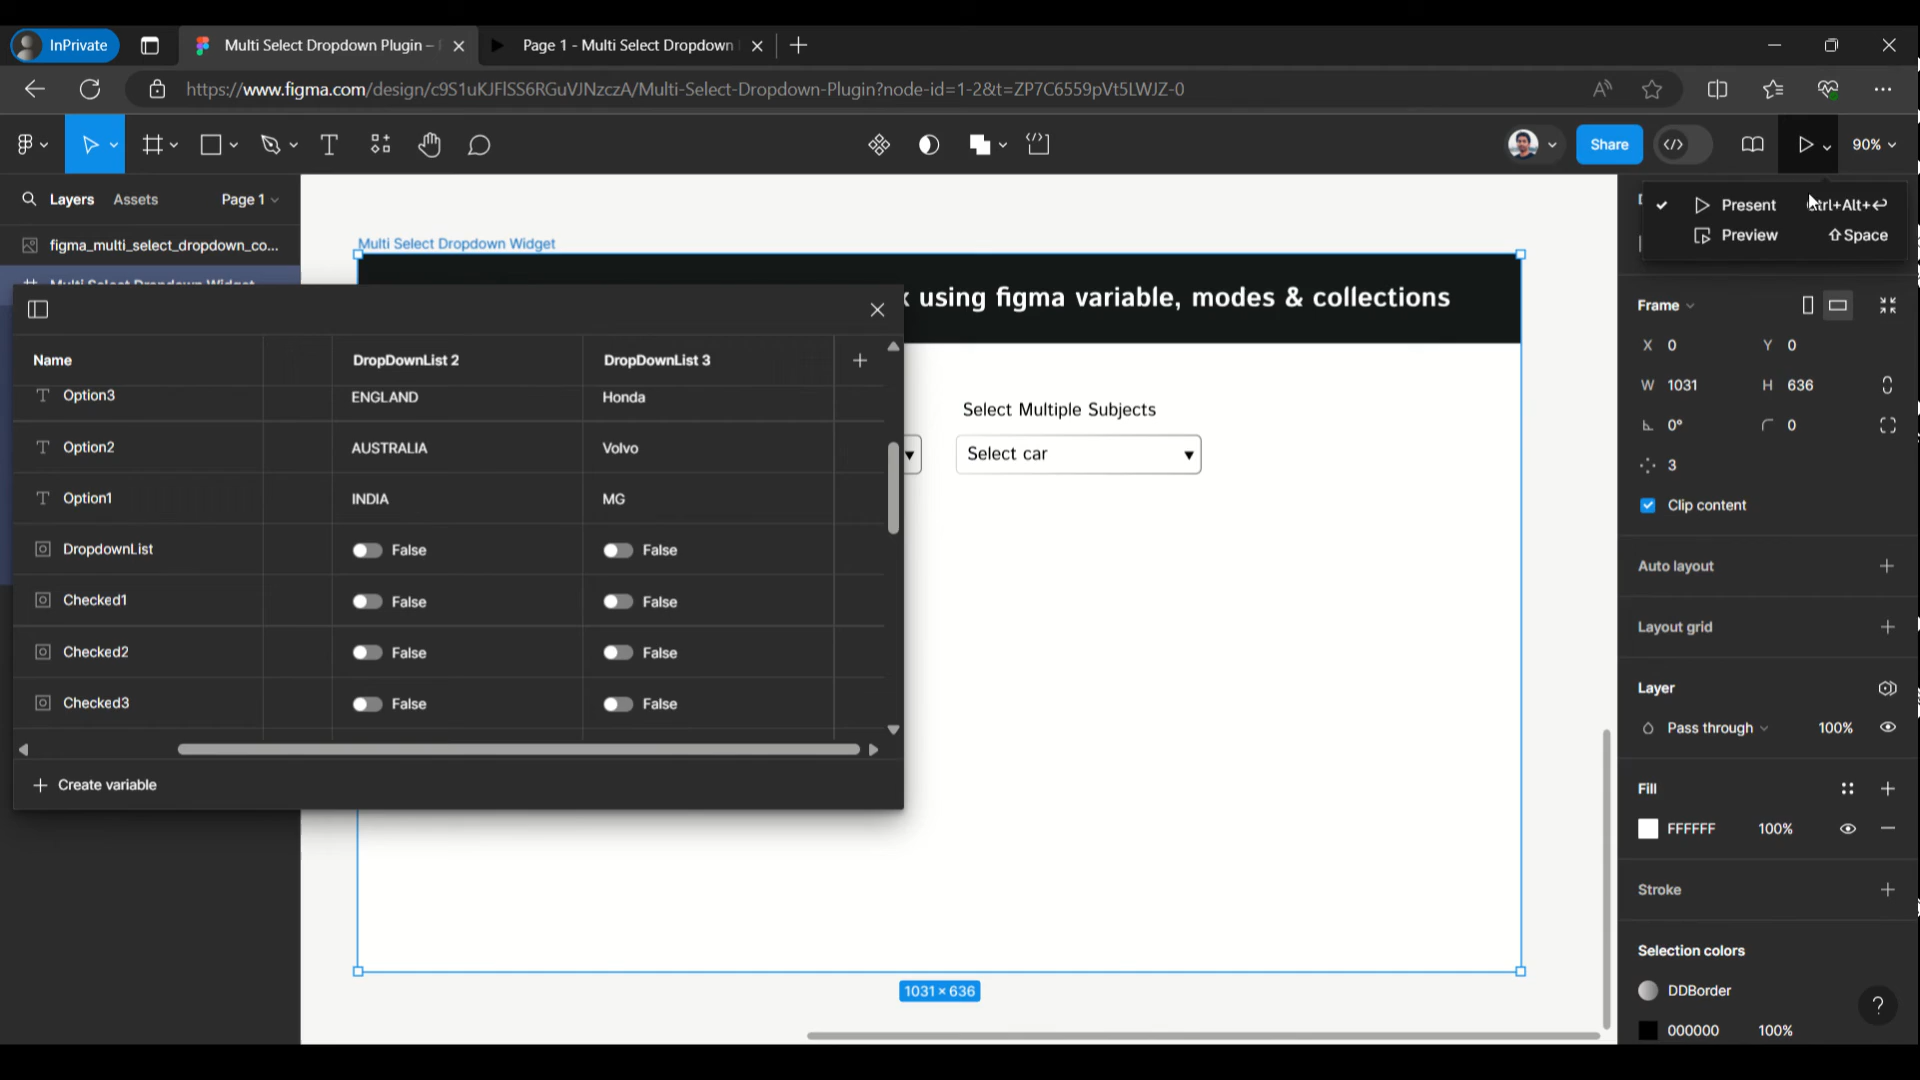 InPrivate
Multi Select Dropdown Plugin –
Page 1 - Multi Select Dropdown
https://www.figma.com/design/c9S1uKJFlSS6RGuVJNzczA/Multi-Select-Dropdown-Plugin?node-id=1-2&t=ZP7C6559pVt5LWJZ-0
Share
90%
Layers
Assets
Page 1
Present
Ctrl+Alt+↩
Preview
⇧Space
figma_multi_select_dropdown_co...
Multi Select Dropdown Widget
Multi Select Dropdown Widget
using figma variable, modes & collections
Name
DropDownList 2
DropDownList 3
Option3
ENGLAND
Honda
Option2
AUSTRALIA
Volvo
Option1
INDIA
MG
DropdownList
False
False
Checked1
False
False
Checked2
False
False
Checked3
False
False
Create variable
Select Multiple Subjects
Select car
1031 × 636
Frame
X 0
Y 0
W 1031
H 636
0°
0
3
Clip content
Auto layout
Layout grid
Layer
Pass through
100%
Fill
FFFFFF
100%
Stroke
Selection colors
DDBorder
000000
100%
?